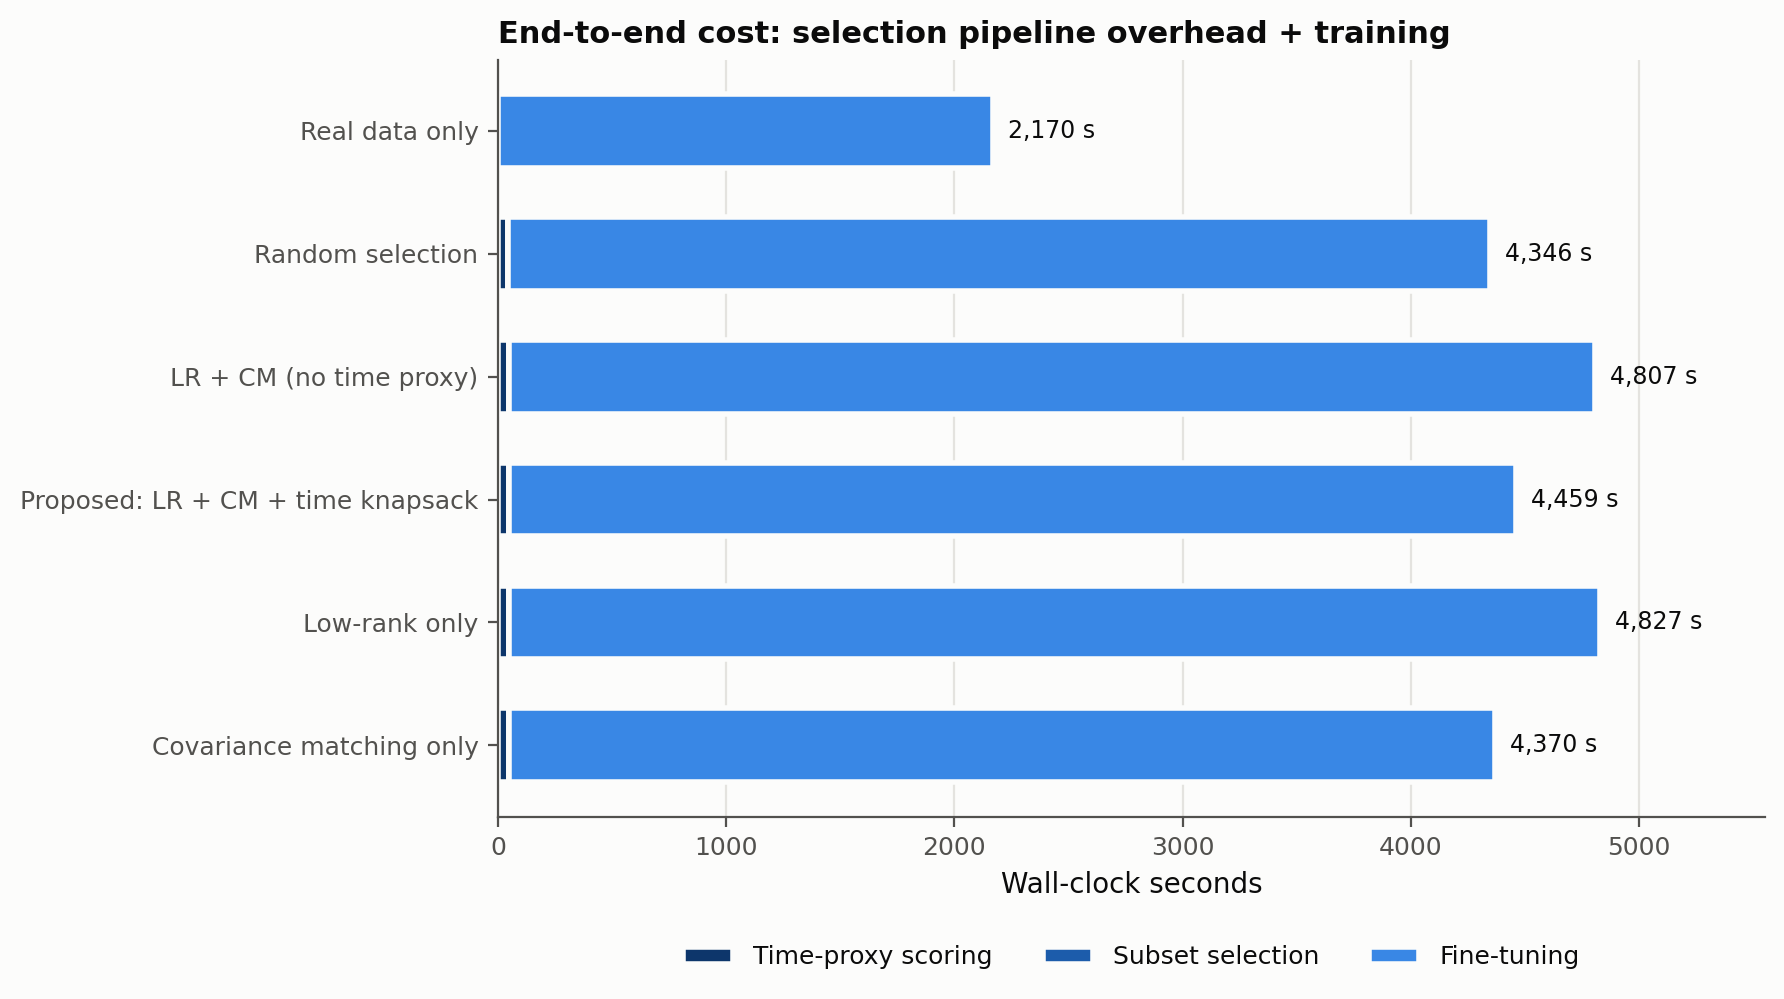 End-to-end cost: selection pipeline overhead + training
Real data only
2,170 s
Random selection
4,346 s
LR + CM (no time proxy)
4,807 s
Proposed: LR + CM + time knapsack
4,459 s
Low-rank only
4,827 s
Covariance matching only
4,370 s
0 1000 2000 3000 4000 5000
Wall-clock seconds
Time-proxy scoring Subset selection Fine-tuning